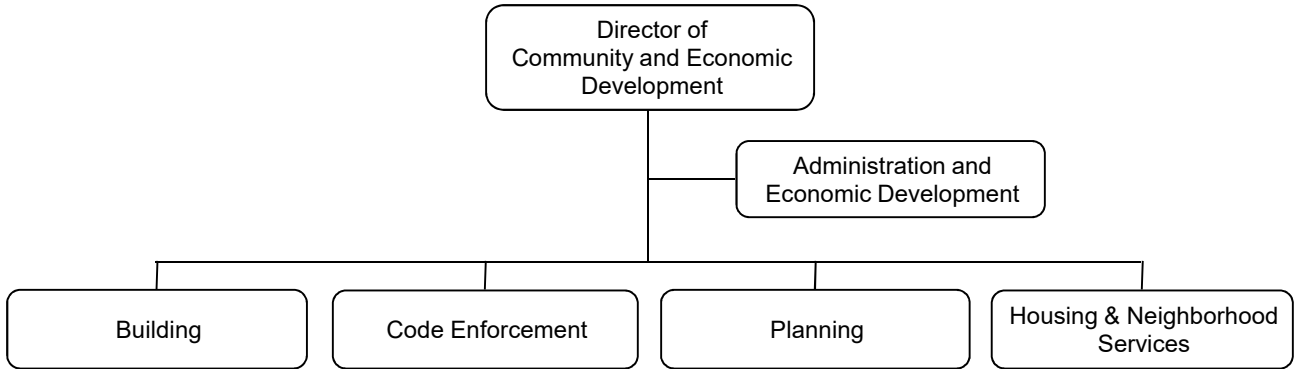 Director of
Community and Economic
Development
Administration and
Economic Development
Building
Code Enforcement
Planning
Housing & Neighborhood
Services